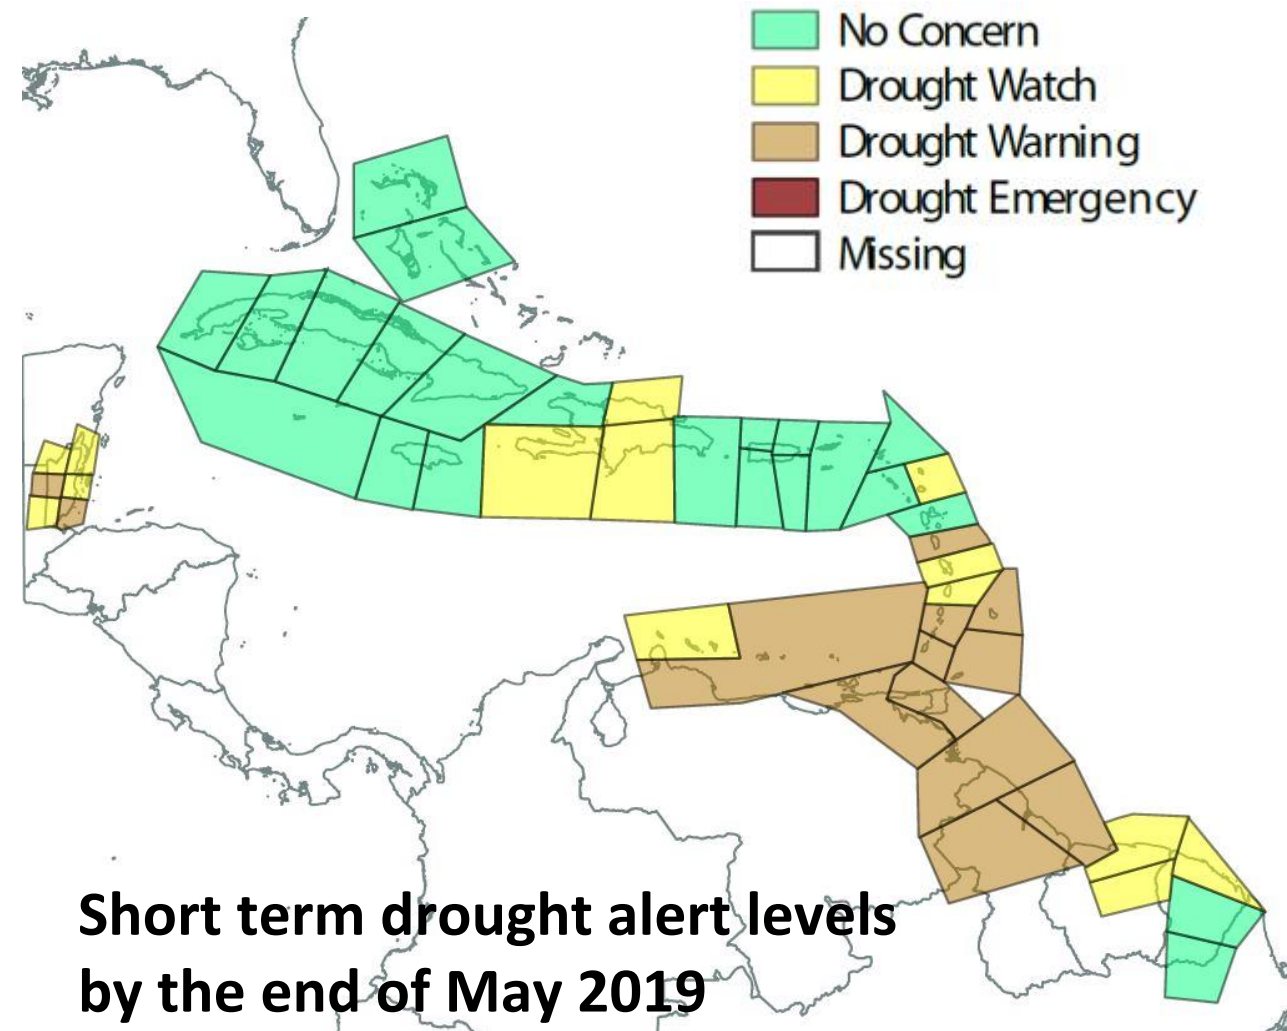 No Concern
Drought Watch
Drought Warning
Drought Emergency
Missing
Short term drought alert levels
by the end of May 2019